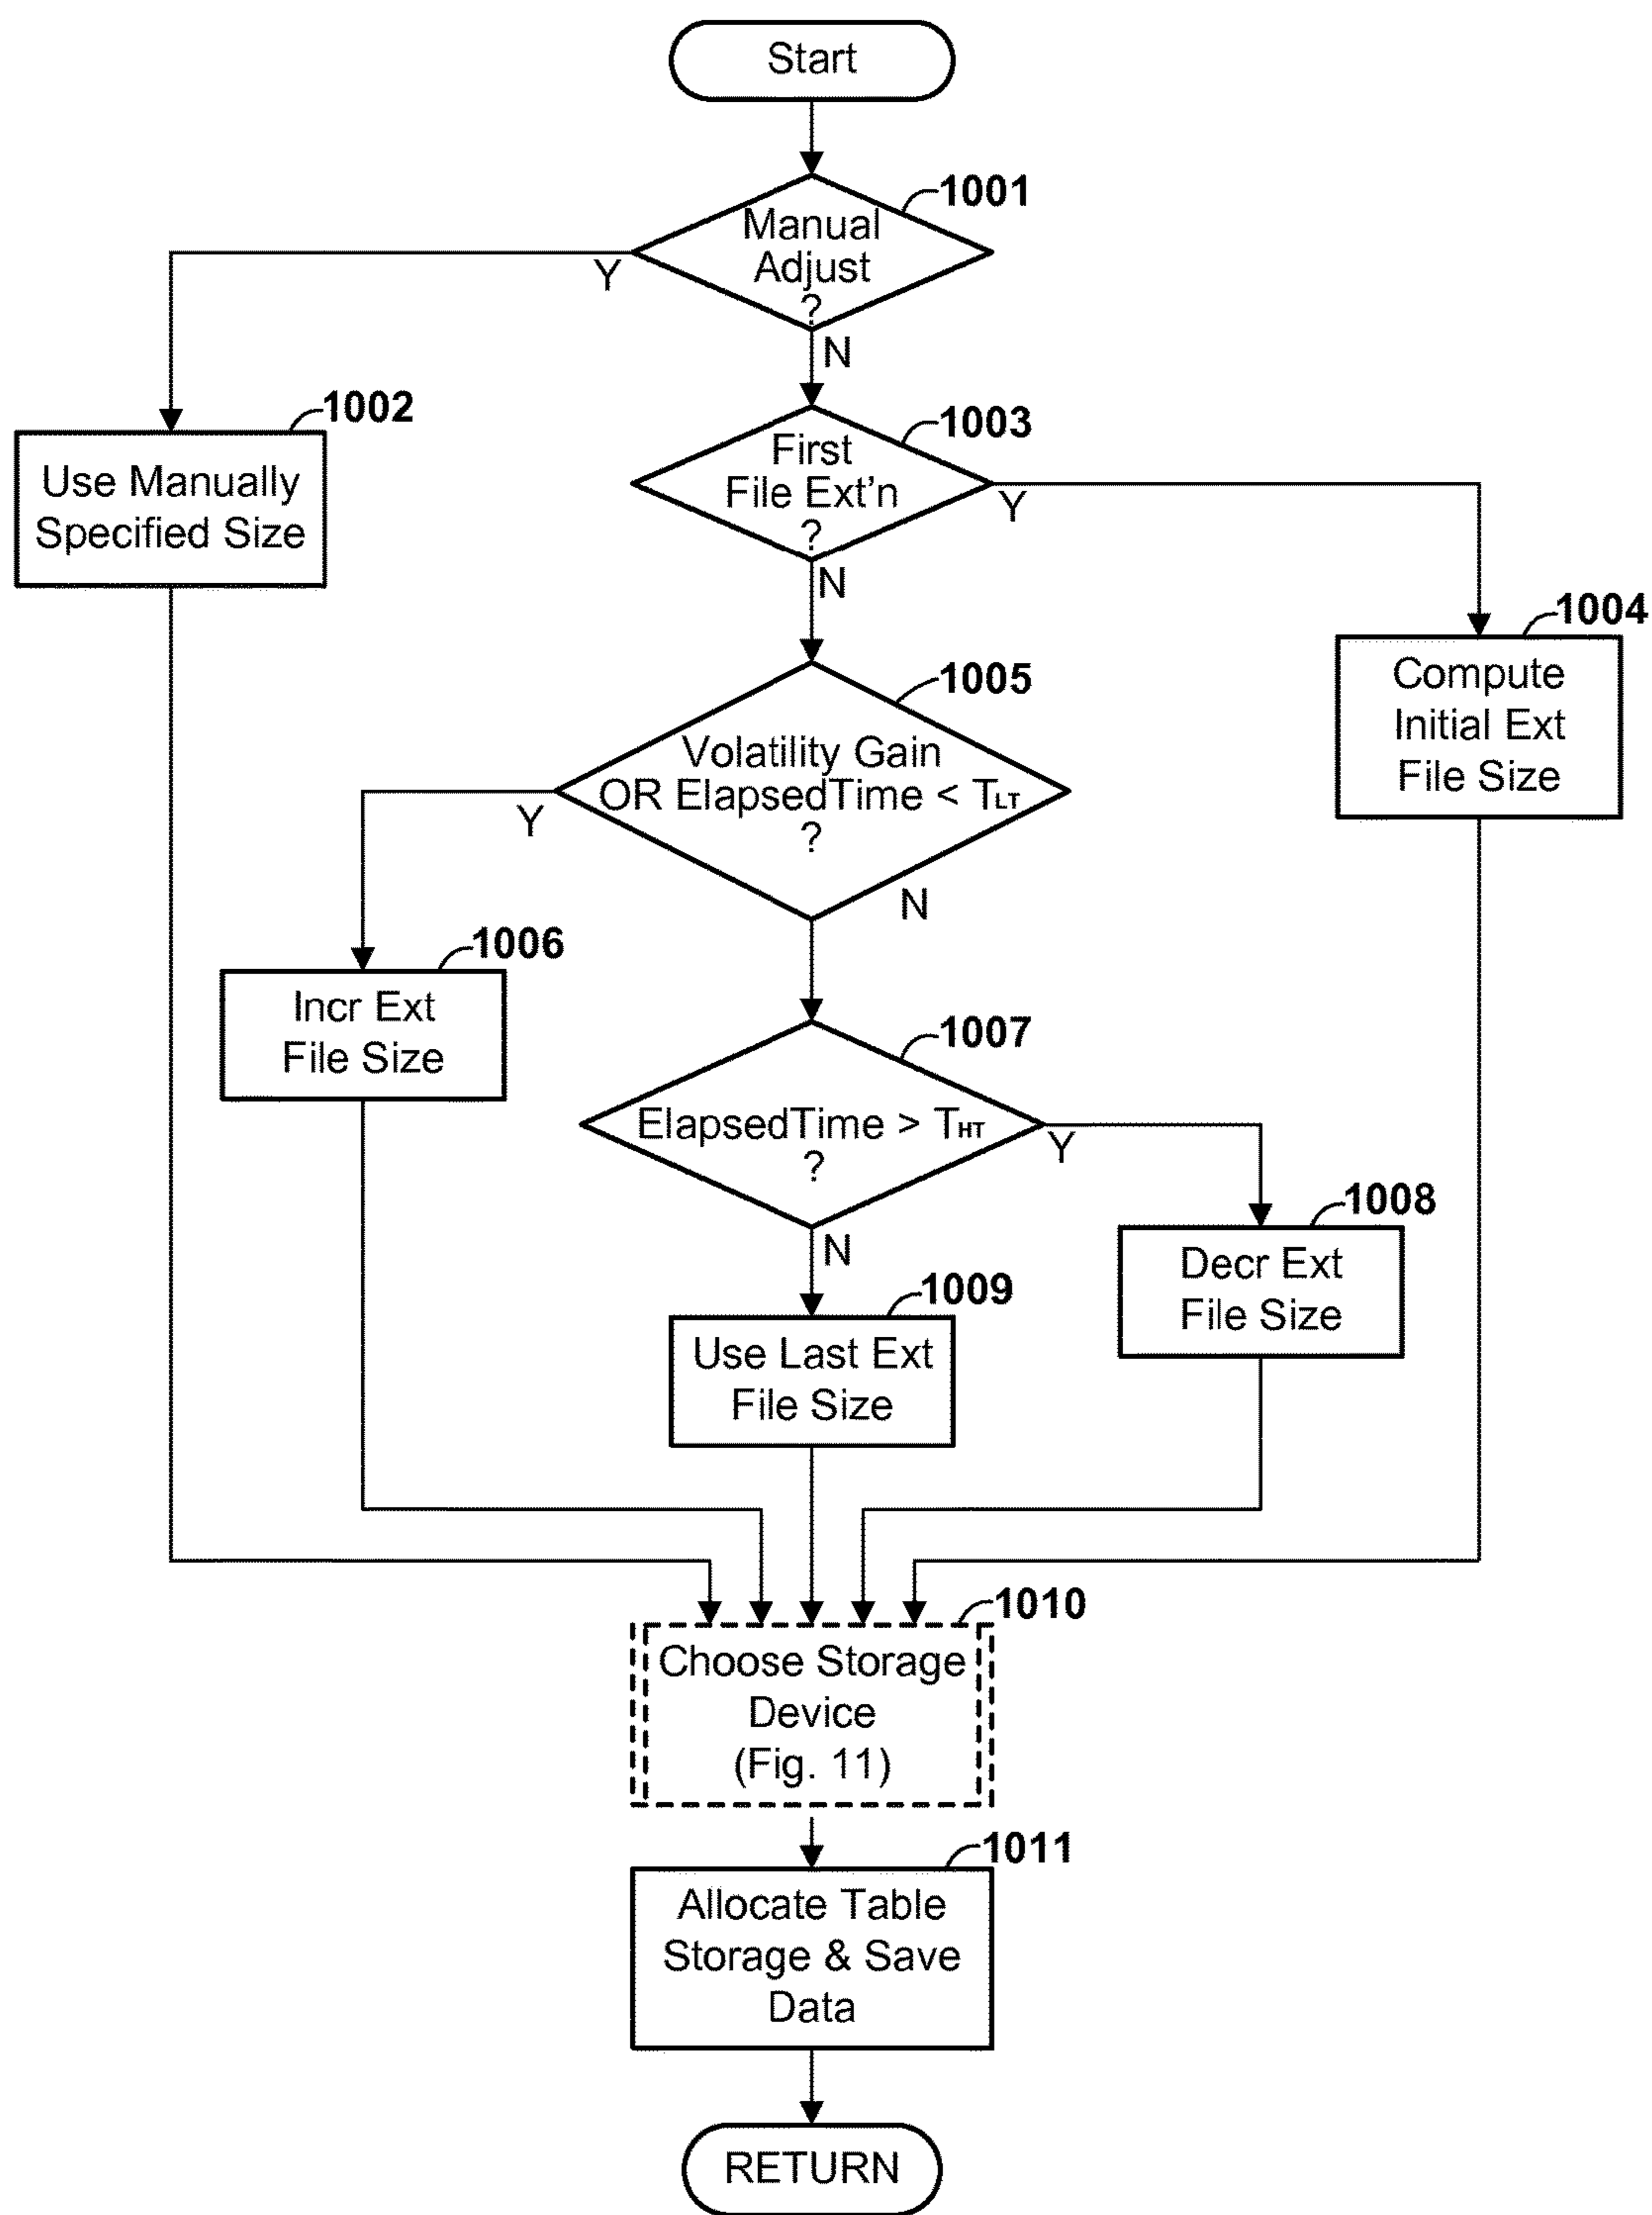 Start
1001
Manual
Adjust
?
Y
N
1002
Use Manually
Specified Size
1003
First
File Ext'n
?
Y
N
1004
Compute
Initial Ext
File Size
1005
Volatility Gain
OR ElapsedTime < TLT
?
Y
N
1006
Incr Ext
File Size
1007
ElapsedTime > THT
?
Y
N
1008
Decr Ext
File Size
1009
Use Last Ext
File Size
1010
Choose Storage
Device
(Fig. 11)
1011
Allocate Table
Storage & Save
Data
RETURN